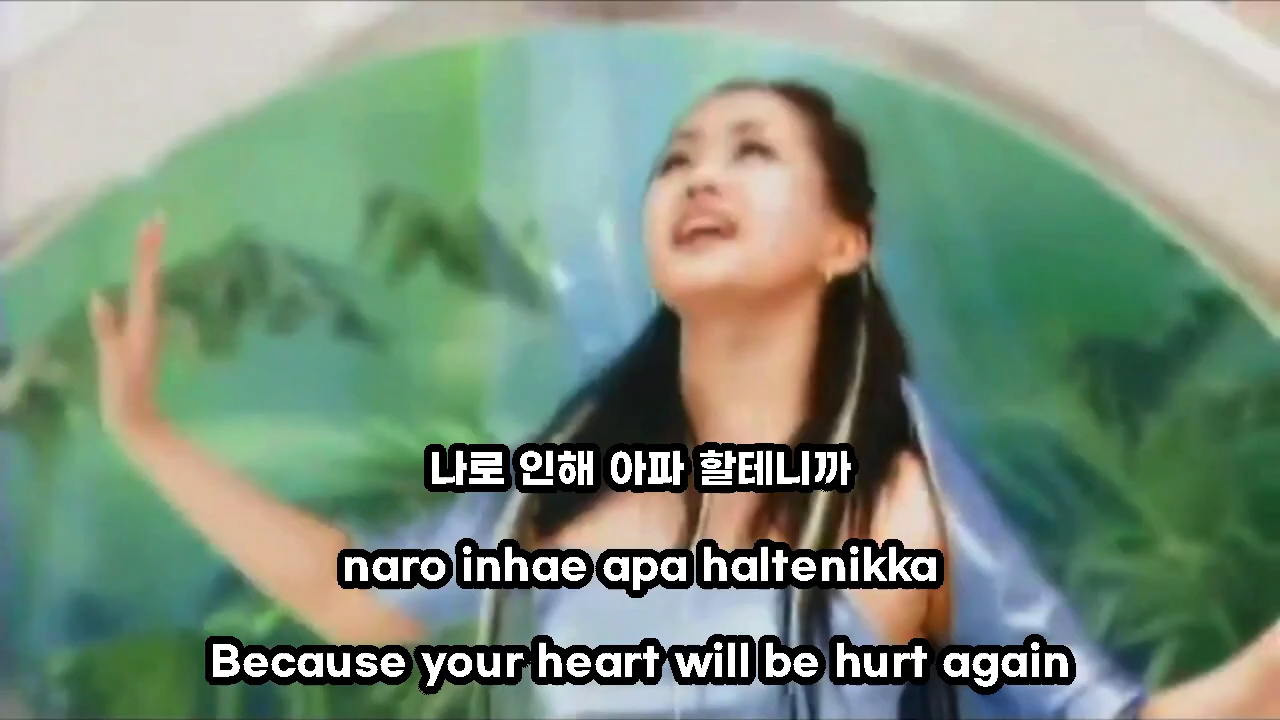 나로 인해 아파 할테니까
naro inhae apa haltenikka
Because your heart will be hurt again